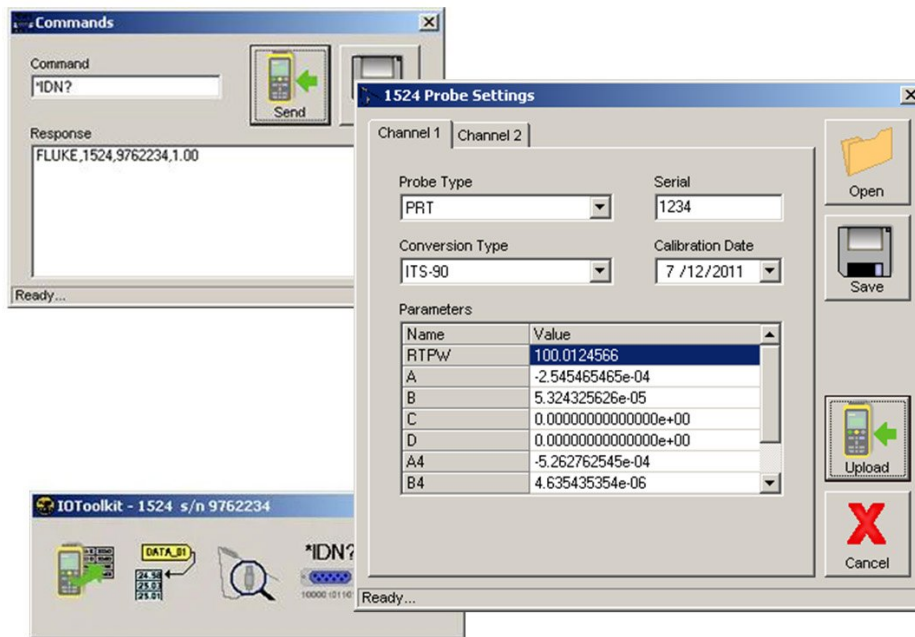 Commands
Command
*IDN?
Send
Response
FLUKE,1524,9762234,1.00
Ready...
1524 Probe Settings
Channel 1
Channel 2
Probe Type
PRT
Serial
1234
Conversion Type
ITS-90
Calibration Date
7 /12/2011
Parameters
Name Value
RTPW 100.0124566
A -2.545465465e-04
B 5.324325626e-05
C 0.00000000000000e+00
D 0.00000000000000e+00
A4 -5.262762545e-04
B4 4.635435354e-06
Open
Save
Upload
Cancel
Ready...
IOToolkit - 1524 s/n 9762234
DATA_01
24.98
25.03
25.01
*IDN?